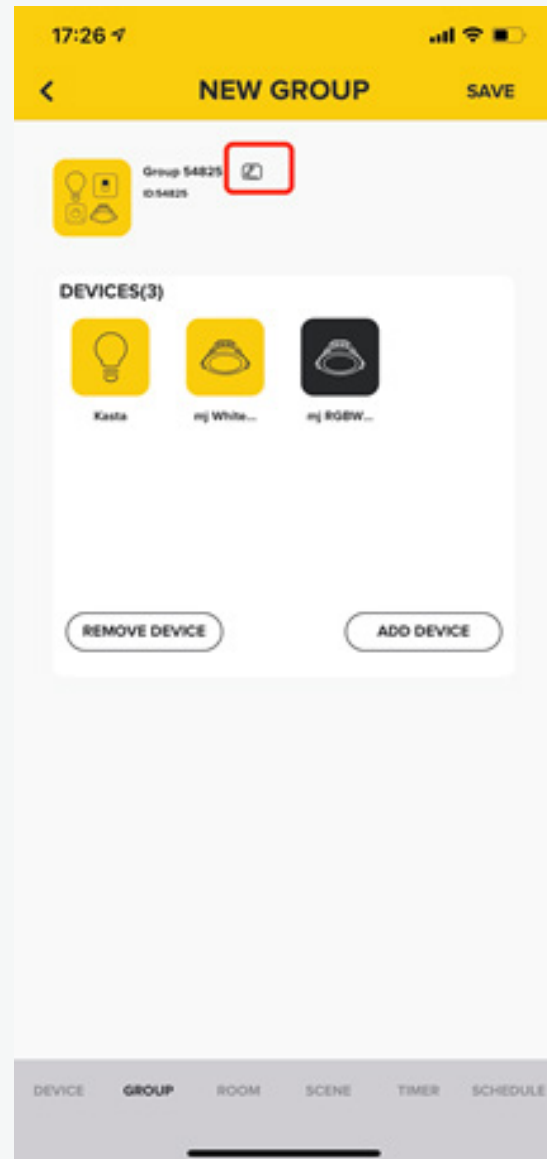 17:26
NEW GROUP SAVE
Group 54825
ID:54825
DEVICES(3)
Kasta mj White... mj RGBW...
REMOVE DEVICE ADD DEVICE
DEVICE GROUP ROOM SCENE TIMER SCHEDULE